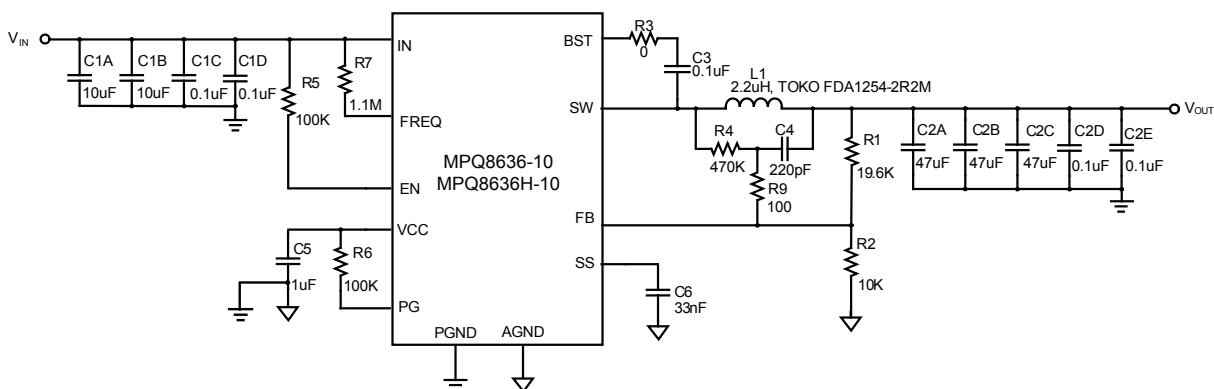 VIN
C1A
10uF
C1B
10uF
C1C
0.1uF
C1D
0.1uF
R5
100K
R7
1.1M
IN
FREQ
EN
VCC
PG
PGND
AGND
MPQ8636-10
MPQ8636H-10
BST
SW
FB
SS
R3
0
C3
0.1uF
L1
2.2uH, TOKO FDA1254-2R2M
R4
470K
C4
220pF
R9
100
R1
19.6K
R2
10K
C2A
47uF
C2B
47uF
C2C
47uF
C2D
0.1uF
C2E
0.1uF
VOUT
C5
1uF
R6
100K
C6
33nF